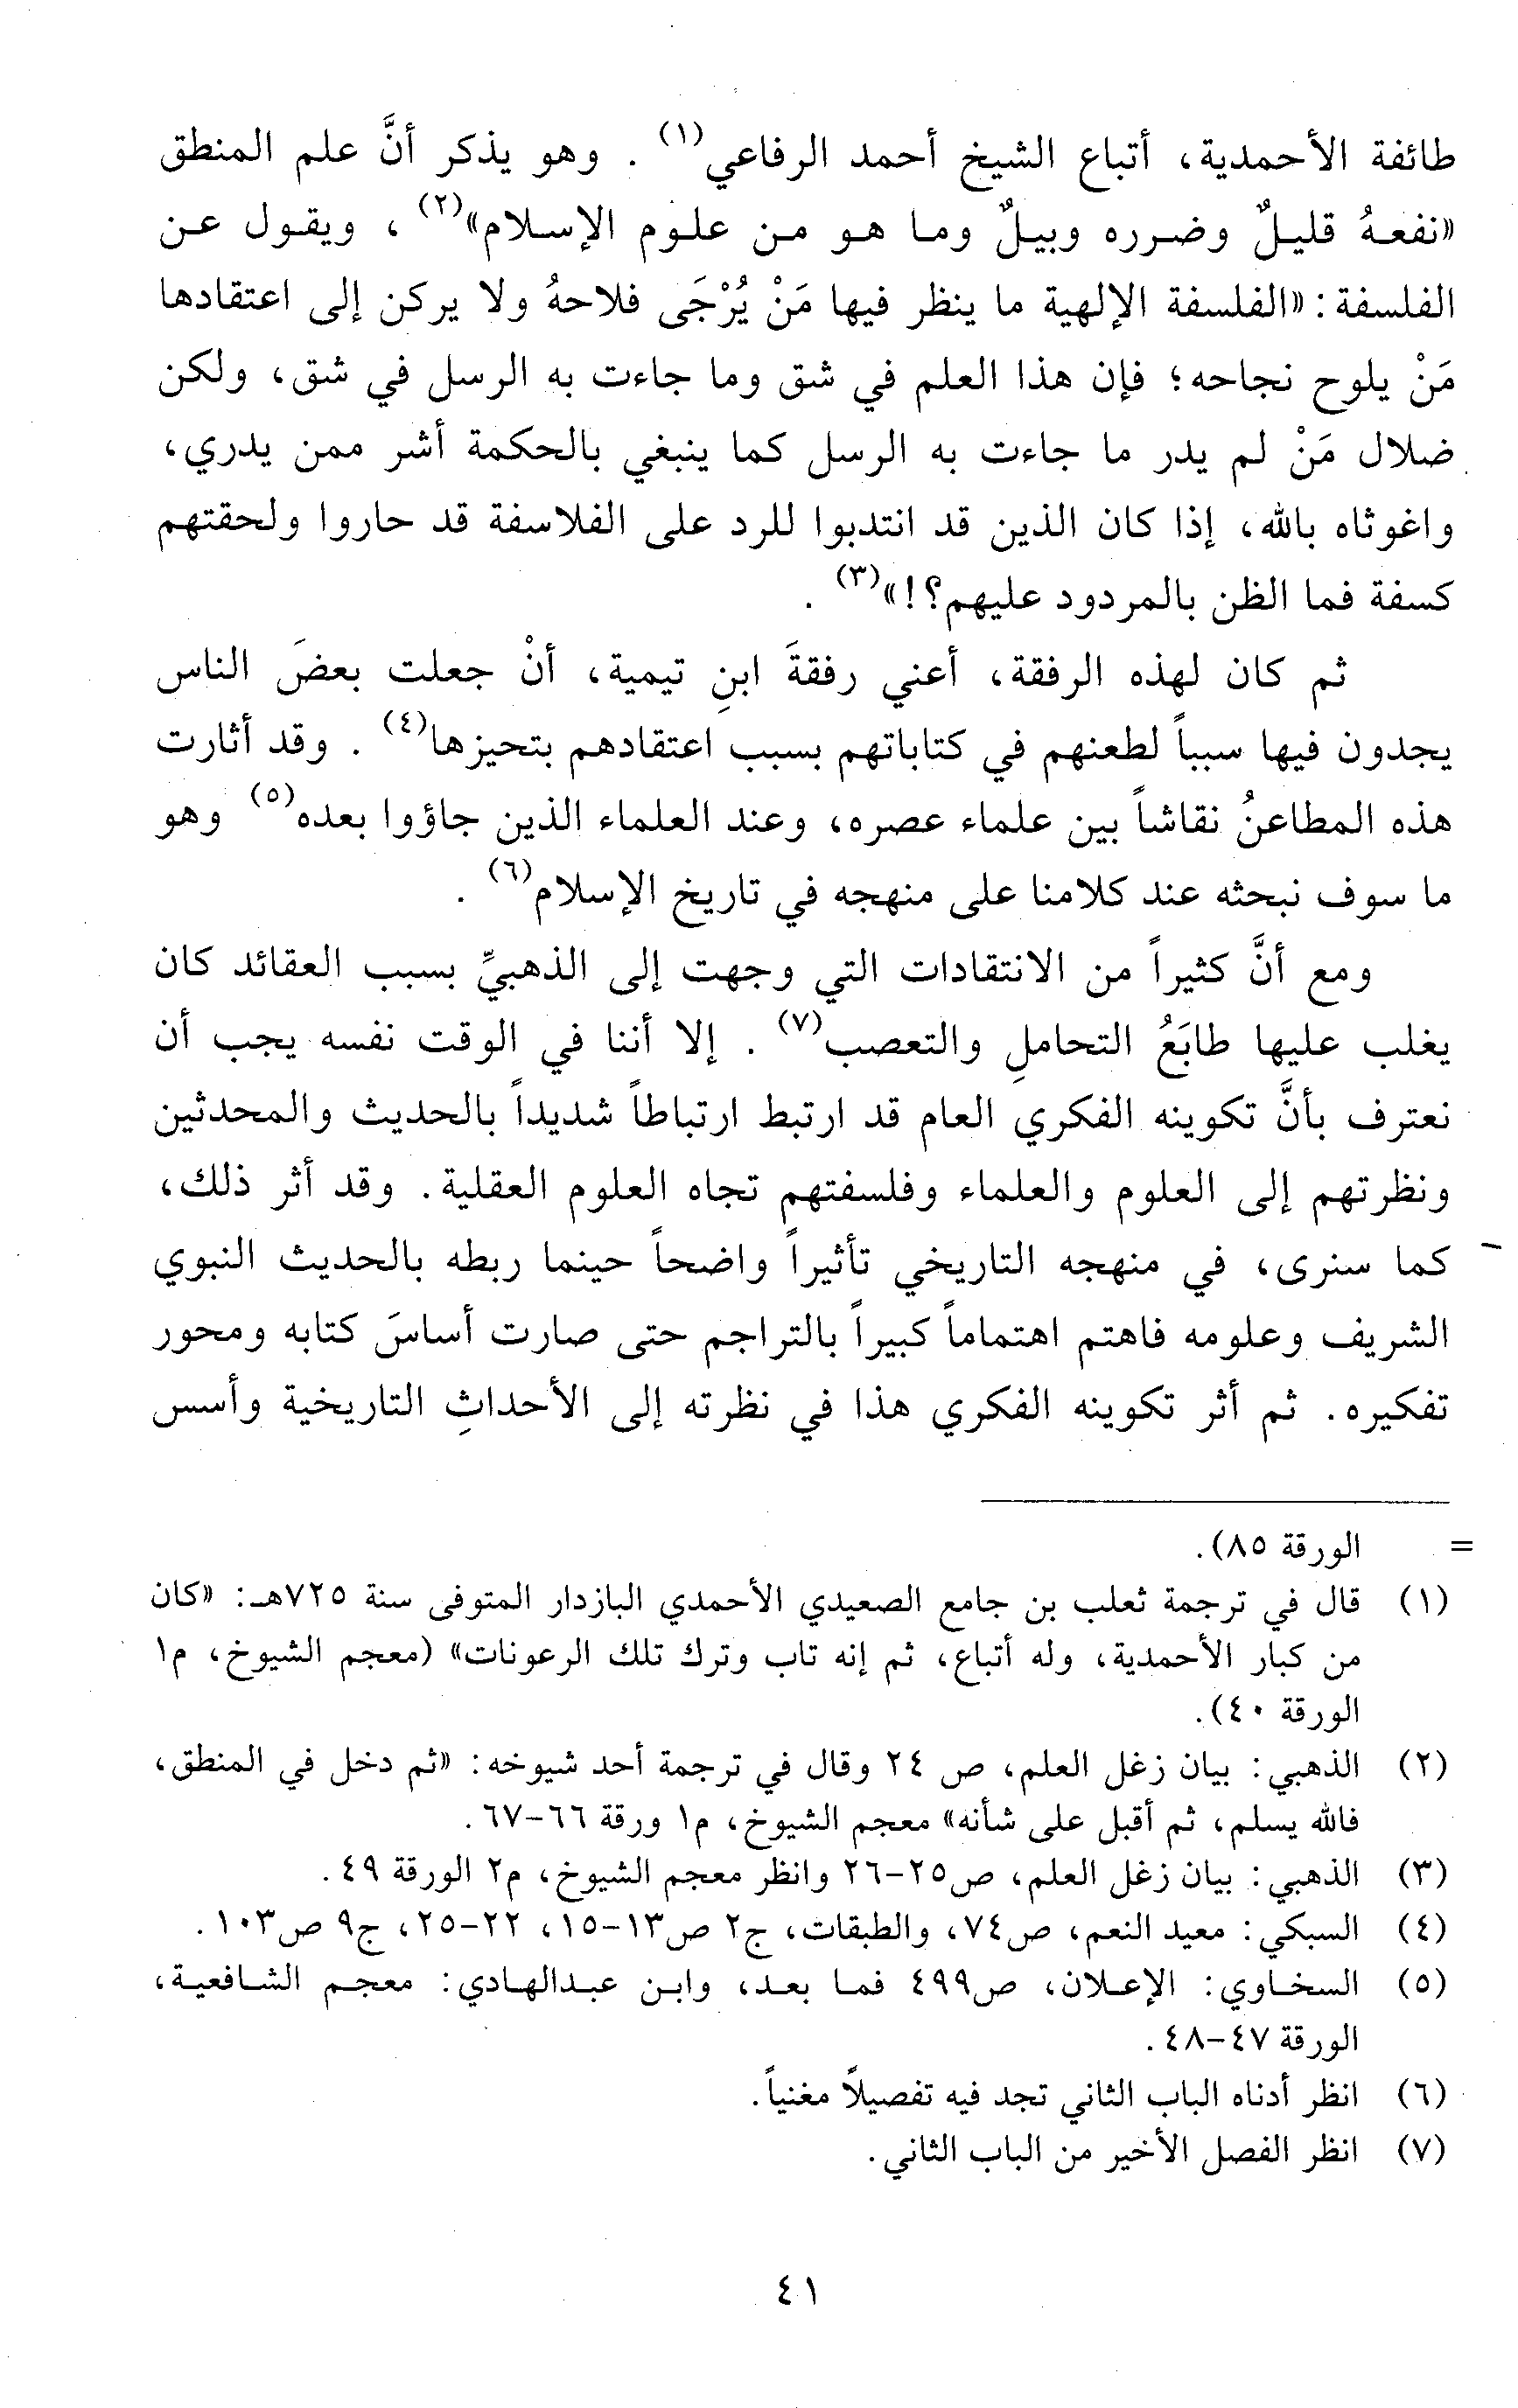 طائفة الأحمدية، أتباع الشيخ أحمد الرفاعي(١) . وهو يذكر أنَّ علم المنطق
«نفعهُ قليلٌ وضرره وبيلٌ وما هو من علوم الإسلام»(٢) ، ويقول عن
الفلسفة: «الفلسفة الإلهية ما ينظر فيها مَنْ يُرْجَى فلاحهُ ولا يركن إلى اعتقادها
مَنْ يلوح نجاحه؛ فإن هذا العلم في شق وما جاءت به الرسل في شق، ولكن
ضلال مَنْ لم يدر ما جاءت به الرسل كما ينبغي بالحكمة أشر ممن يدري،
واغوثاه بالله، إذا كان الذين قد انتدبوا للرد على الفلاسفة قد حاروا ولحقتهم
كسفة فما الظن بالمردود عليهم؟!»(٣) .
ثم كان لهذه الرفقة، أعني رفقةَ ابنِ تيمية، أنْ جعلت بعضَ الناس
يجدون فيها سبباً لطعنهم في كتاباتهم بسبب اعتقادهم بتحيزها(٤) . وقد أثارت
هذه المطاعنُ نقاشاً بين علماء عصره، وعند العلماء الذين جاؤوا بعده(٥) وهو
ما سوف نبحثه عند كلامنا على منهجه في تاريخ الإسلام(٦) .
ومع أنَّ كثيراً من الانتقادات التي وجهت إلى الذهبيِّ بسبب العقائد كان
يغلب عليها طابَعُ التحاملِ والتعصب(٧) . إلا أننا في الوقت نفسه يجب أن
نعترف بأنَّ تكوينه الفكري العام قد ارتبط ارتباطاً شديداً بالحديث والمحدثين
ونظرتهم إلى العلوم والعلماء وفلسفتهم تجاه العلوم العقلية. وقد أثر ذلك،
كما سنرى، في منهجه التاريخي تأثيراً واضحاً حينما ربطه بالحديث النبوي
الشريف وعلومه فاهتم اهتماماً كبيراً بالتراجم حتى صارت أساسَ كتابه ومحور
تفكيره. ثم أثر تكوينه الفكري هذا في نظرته إلى الأحداثِ التاريخية وأسس
= الورقة ٨٥).
(١) قال في ترجمة ثعلب بن جامع الصعيدي الأحمدي البازدار المتوفى سنة ٧٢٥هـ: «كان
من كبار الأحمدية، وله أتباع، ثم إنه تاب وترك تلك الرعونات» (معجم الشيوخ، م١
الورقة ٤٠).
(٢) الذهبي: بيان زغل العلم، ص ٢٤ وقال في ترجمة أحد شيوخه: «ثم دخل في المنطق،
فالله يسلم، ثم أقبل على شأنه» معجم الشيوخ، م١ ورقة ٦٦-٦٧.
(٣) الذهبي: بيان زغل العلم، ص٢٥-٢٦ وانظر معجم الشيوخ، م٢ الورقة ٤٩.
(٤) السبكي: معيد النعم، ص٧٤، والطبقات، ج٢ ص١٣-١٥، ٢٢-٢٥، ج٩ ص١٠٣.
(٥) السخاوي: الإعلان، ص٤٩٩ فما بعد، وابن عبدالهادي: معجم الشافعية،
الورقة ٤٧-٤٨.
(٦) انظر أدناه الباب الثاني تجد فيه تفصيلاً مغنياً.
(٧) انظر الفصل الأخير من الباب الثاني.
٤١